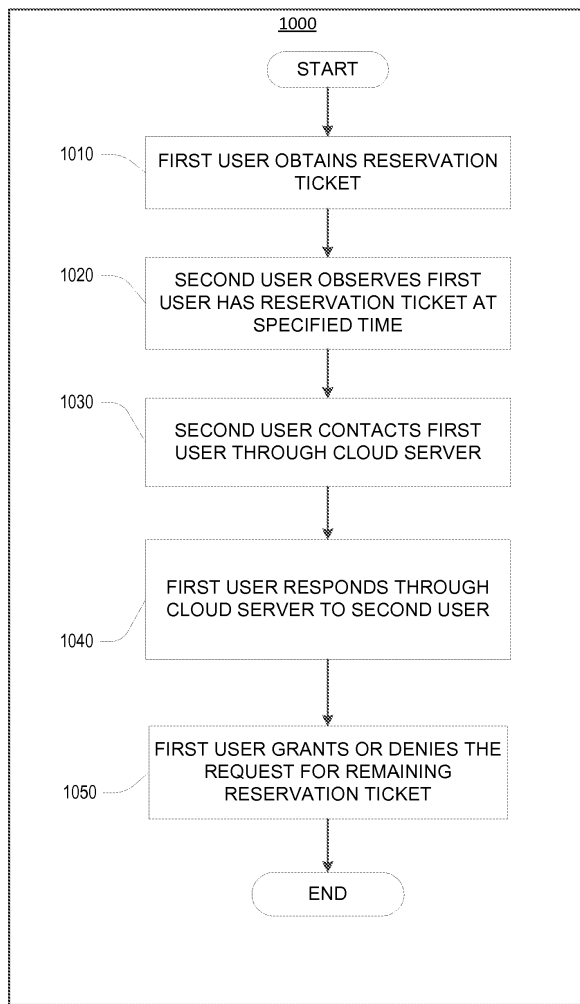 1000
START
1010
FIRST USER OBTAINS RESERVATION
TICKET
1020
SECOND USER OBSERVES FIRST
USER HAS RESERVATION TICKET AT
SPECIFIED TIME
1030
SECOND USER CONTACTS FIRST
USER THROUGH CLOUD SERVER
1040
FIRST USER RESPONDS THROUGH
CLOUD SERVER TO SECOND USER
1050
FIRST USER GRANTS OR DENIES THE
REQUEST FOR REMAINING
RESERVATION TICKET
END